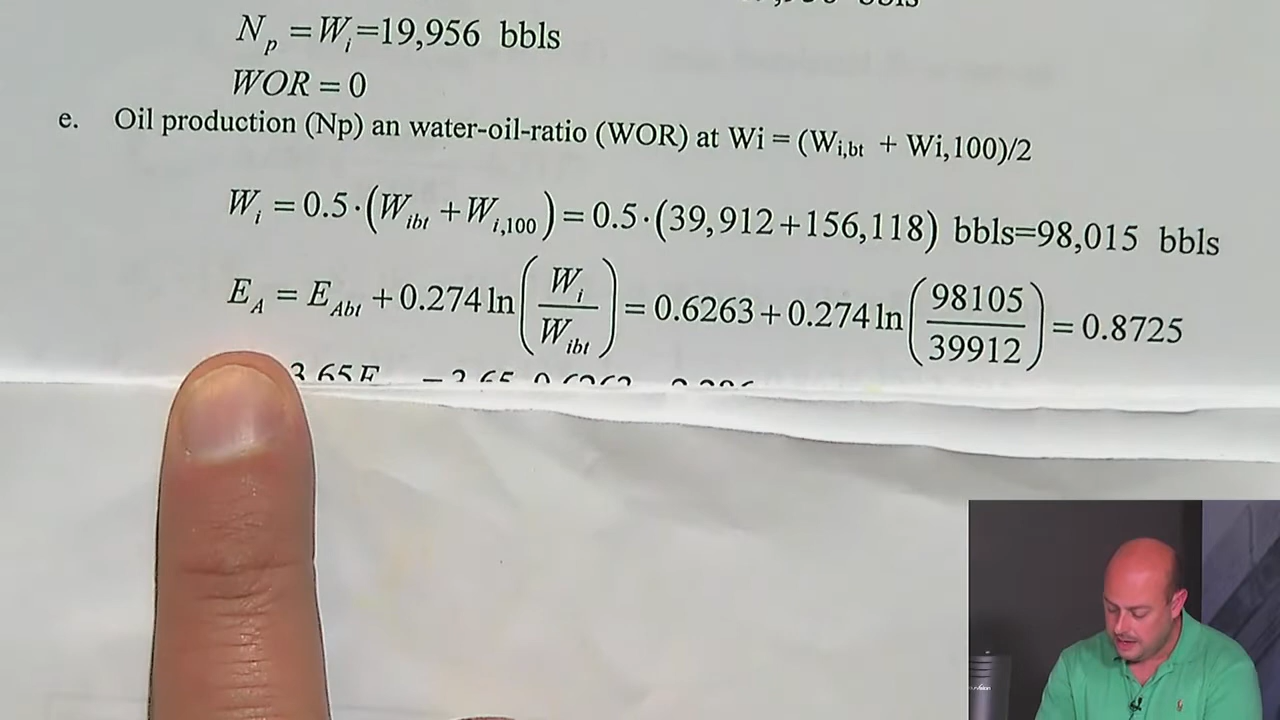 N_p = W_i=19,956 bbls
WOR = 0
e. Oil production (Np) an water-oil-ratio (WOR) at Wi = (W_i,bt + Wi,100)/2
W_i = 0.5·(W_ibt + W_i,100) = 0.5·(39,912+156,118) bbls=98,015 bbls
E_A = E_Abt + 0.274 ln(W_i / W_ibt) = 0.6263 + 0.274 ln(98105 / 39912) = 0.8725